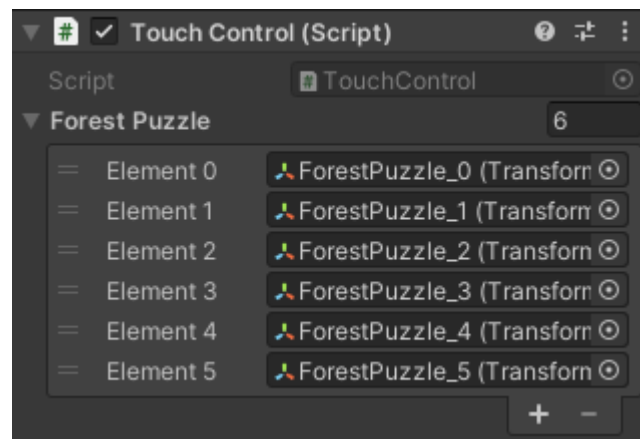 # Touch Control (Script)
Script # TouchControl
Forest Puzzle 6
Element 0 ForestPuzzle_0 (Transforn
Element 1 ForestPuzzle_1 (Transform
Element 2 ForestPuzzle_2 (Transforn
Element 3 ForestPuzzle_3 (Transforn
Element 4 ForestPuzzle_4 (Transforn
Element 5 ForestPuzzle_5 (Transforn
+ −